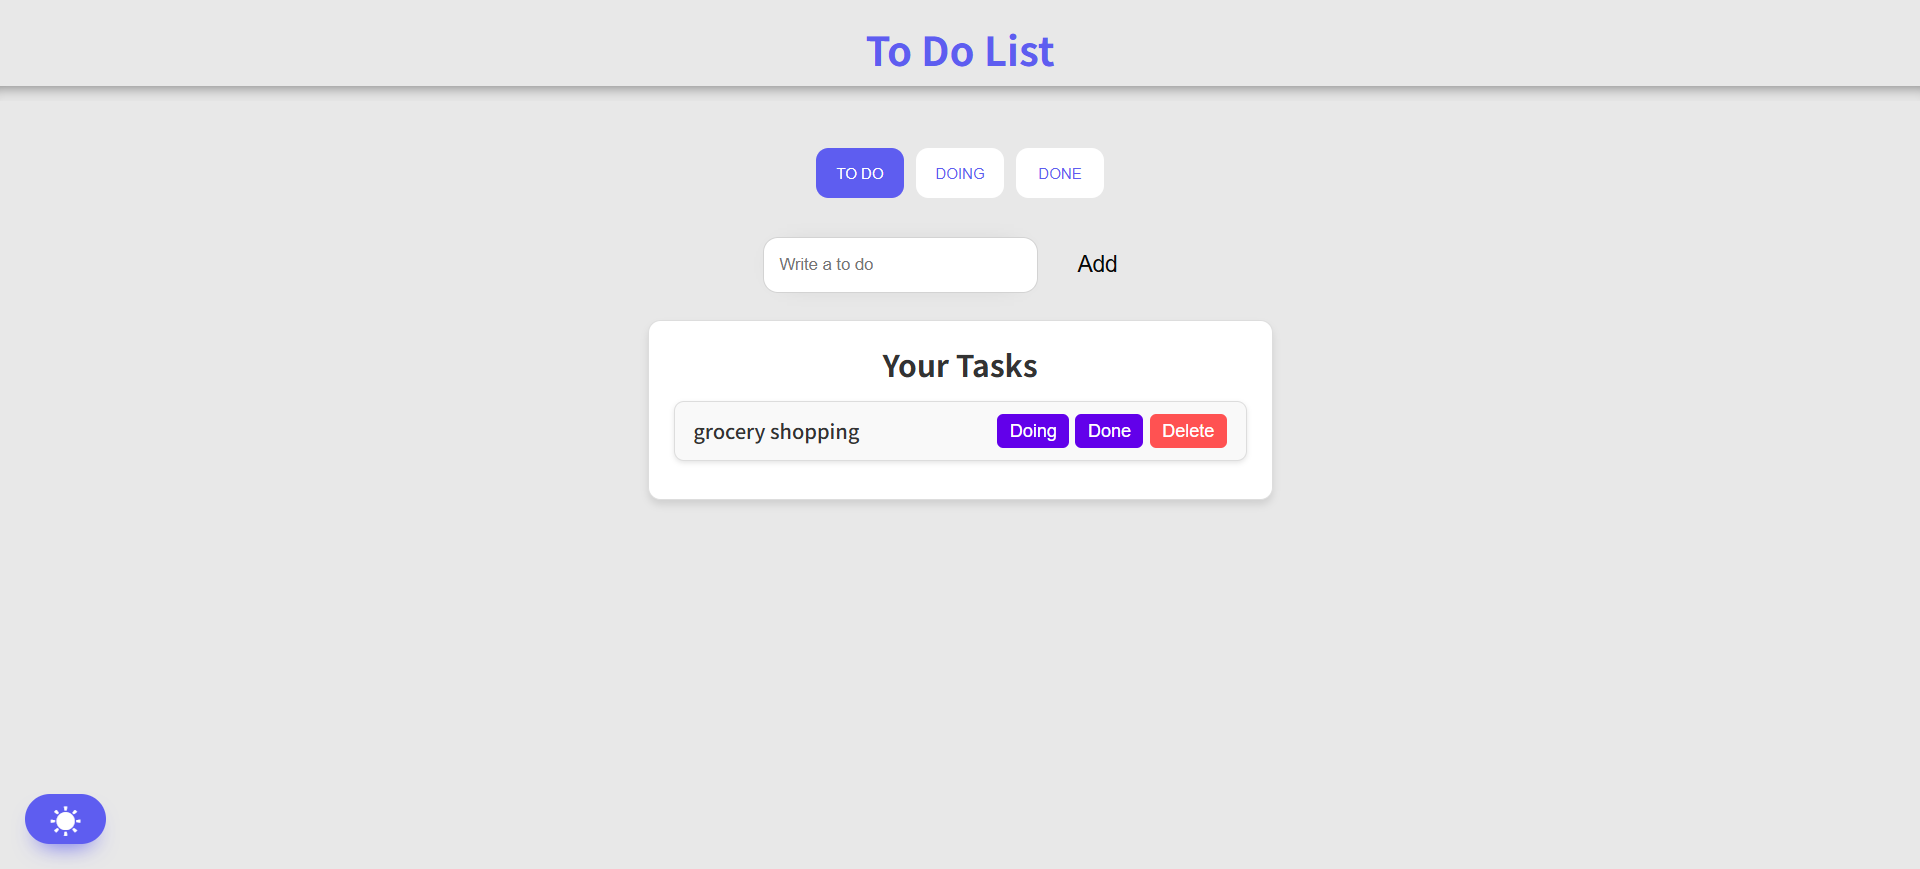 To Do List
TO DO DOING DONE
Write a to do Add
Your Tasks
grocery shopping Doing Done Delete